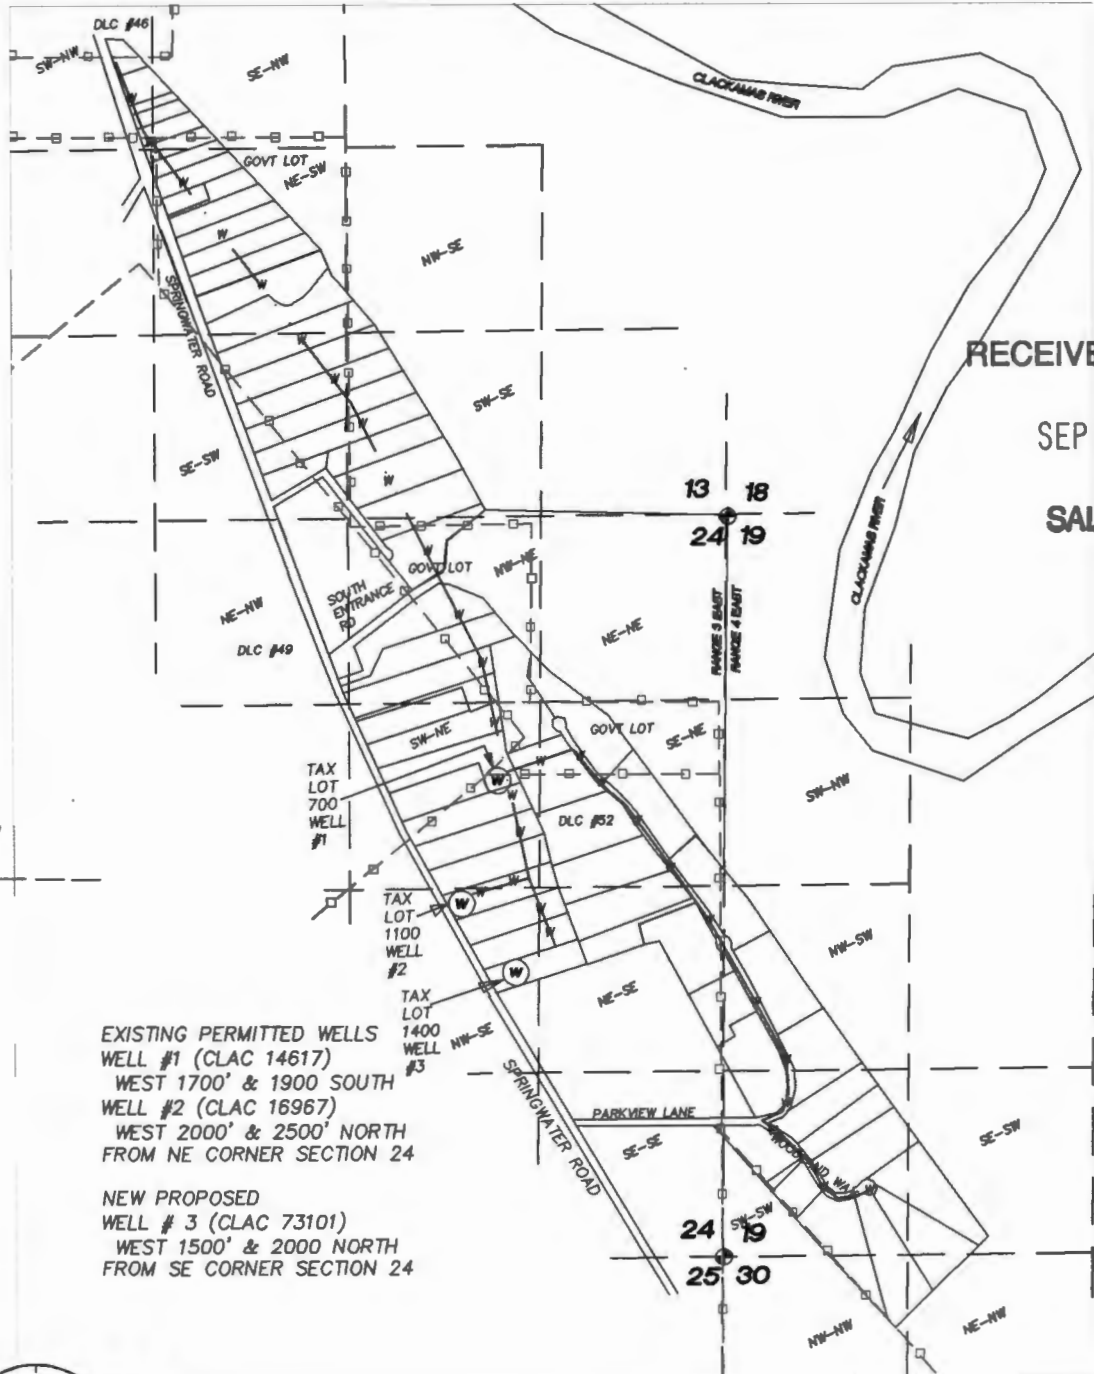 DLC #46
SW-NW
SE-NW
CLACKAMAS RIVER
GOVT LOT
NE-SW
NW-SE
SPRINGWATER ROAD
RECEIVE
SEP
SAL
SW-SE
SE-SW
13 18
24 19
CLACKAMAS RIVER
RANGE 3 EAST
RANGE 4 EAST
GOVT LOT
NW-NE
SOUTH
ENTRANCE
RD
NE-NW
NE-NE
DLC #49
GOVT LOT
SE-NE
SW-NE
SW-NW
TAX
LOT
700
WELL
#1
DLC #52
TAX
LOT
1100
WELL
#2
NW-SW
NE-SE
TAX
LOT
1400
WELL
#3
NW-SE
EXISTING PERMITTED WELLS
WELL #1 (CLAC 14617)
WEST 1700' & 1900 SOUTH
WELL #2 (CLAC 16967)
WEST 2000' & 2500' NORTH
FROM NE CORNER SECTION 24
NEW PROPOSED
WELL # 3 (CLAC 73101)
WEST 1500' & 2000 NORTH
FROM SE CORNER SECTION 24
SPRINGWATER ROAD
PARKVIEW LANE
SE-SE
SE-SW
SW-SW
24 19
25 30
NW-NW
NE-NW